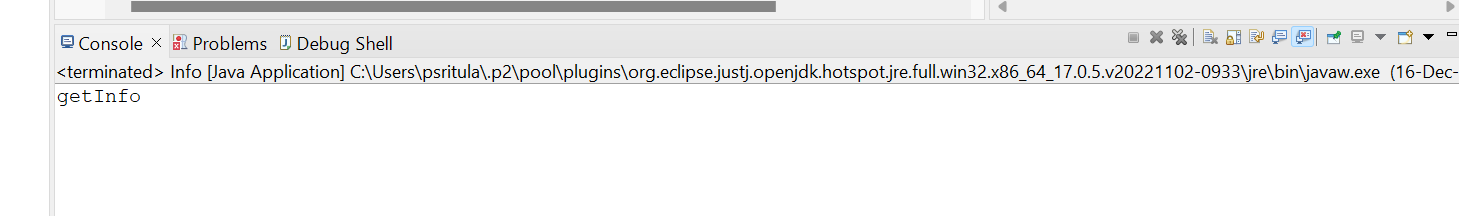 Console Problems Debug Shell
<terminated> Info [Java Application] C:\Users\psritula\.p2\pool\plugins\org.eclipse.justj.openjdk.hotspot.jre.full.win32.x86_64_17.0.5.v20221102-0933\jre\bin\javaw.exe (16-Dec-
getInfo